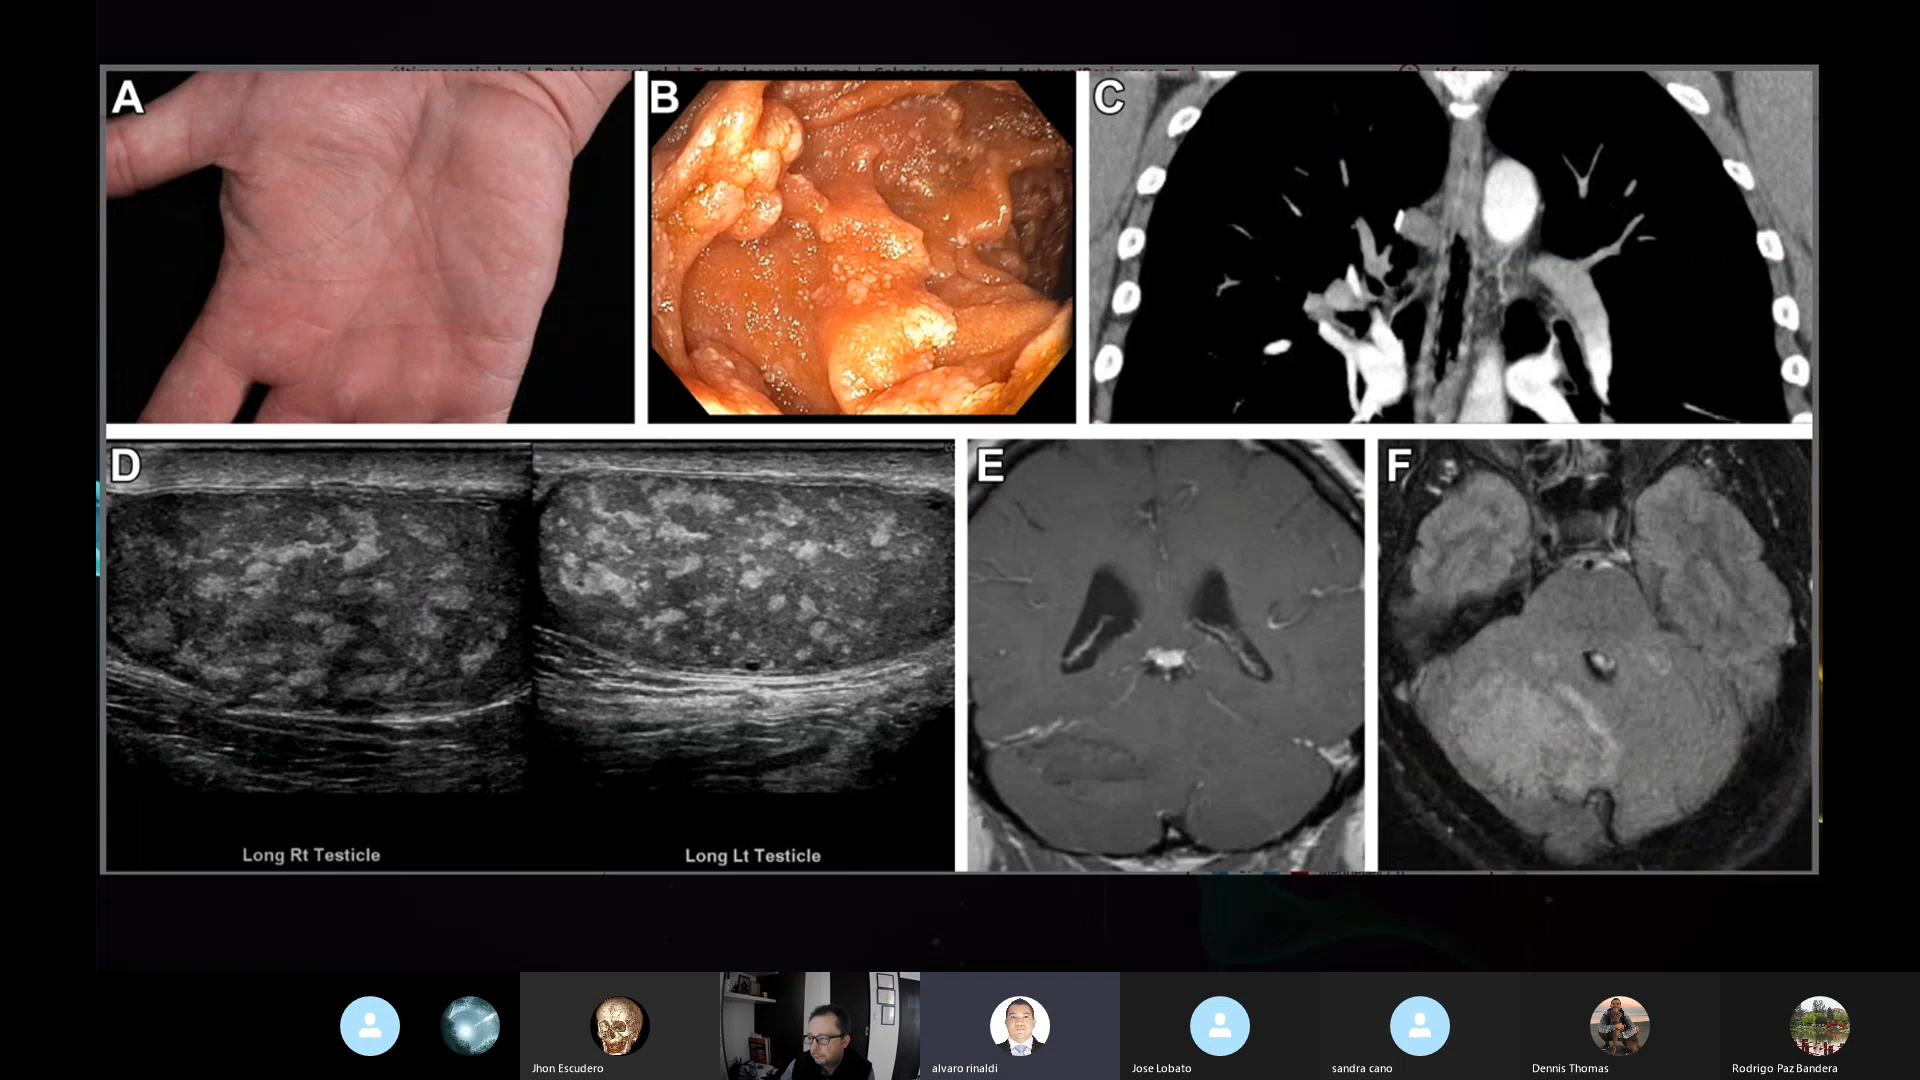 A
B
C
D
E
F
Long Rt Testicle
Long Lt Testicle
Jhon Escudero
alvaro rinaldi
Jose Lobato
sandra cano
Dennis Thomas
Rodrigo Paz Bandera